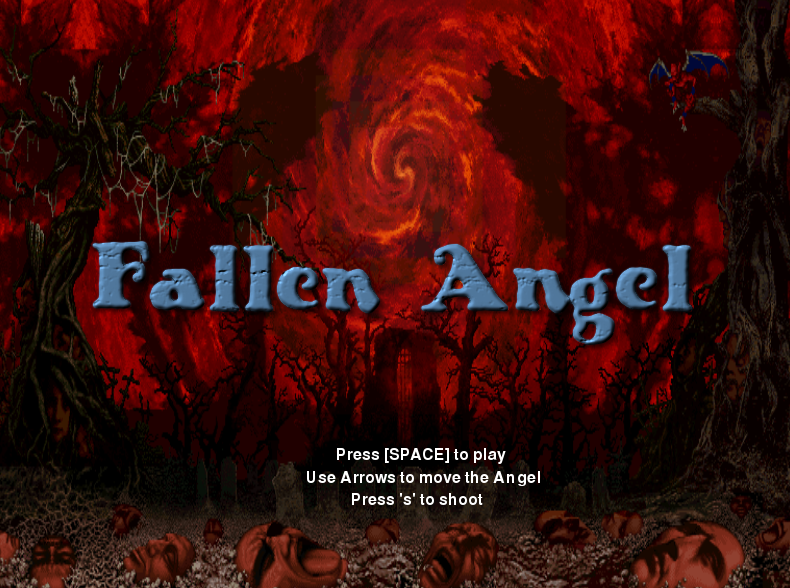 Fallen Angel
Press [SPACE] to play
Use Arrows to move the Angel
Press 's' to shoot